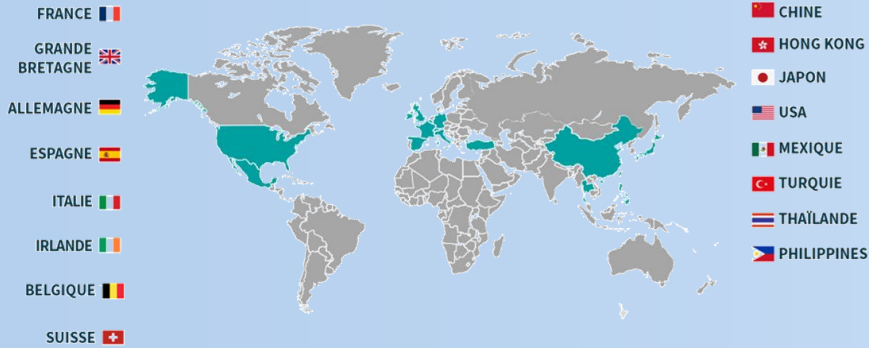 FRANCE
GRANDE
BRETAGNE
ALLEMAGNE
ESPAGNE
ITALIE
IRLANDE
BELGIQUE
SUISSE
CHINE
HONG KONG
JAPON
USA
MEXIQUE
TURQUIE
THAÏLANDE
PHILIPPINES